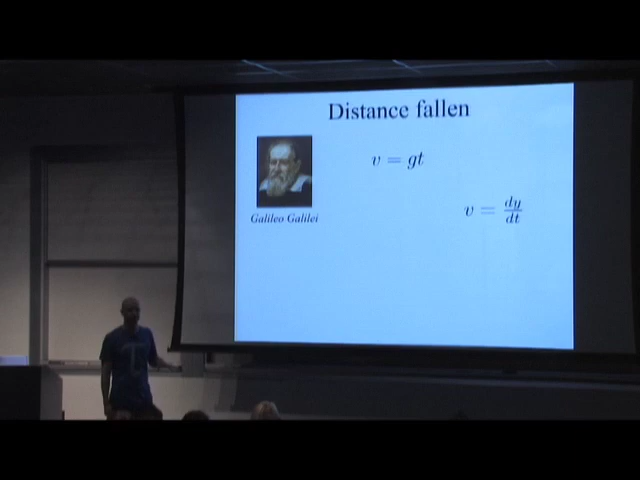 Distance fallen
v = gt
Galileo Galilei
v = dy/dt